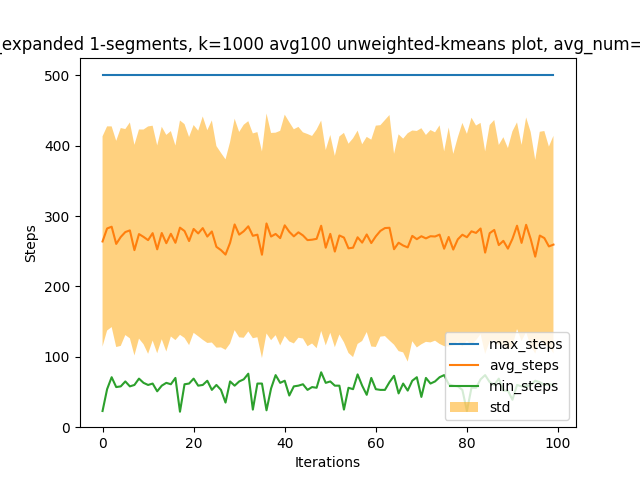 _expanded 1-segments, k=1000 avg100 unweighted-kmeans plot, avg_num=
500
400
300
200
100
0
Steps
0 20 40 60 80 100
Iterations
max_steps
avg_steps
min_steps
std